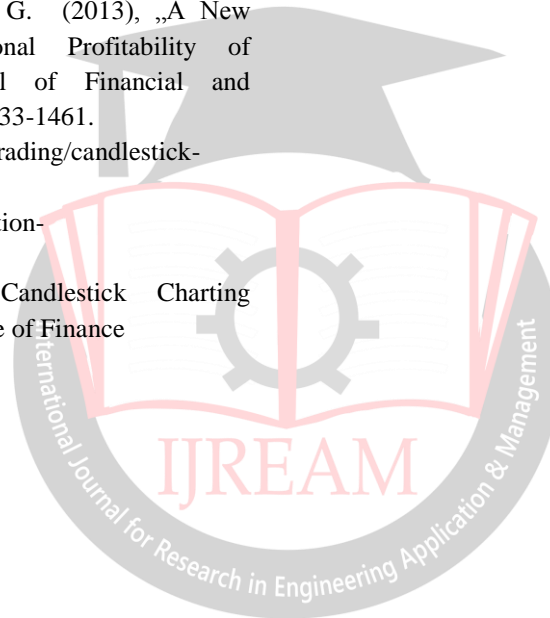 G. (2013), „A New
onal Profitability of
l of Financial and
33-1461.
rading/candlestick-
tion-
Candlestick Charting
e of Finance
IJREAM
International Journal for Research in Engineering Application & Management